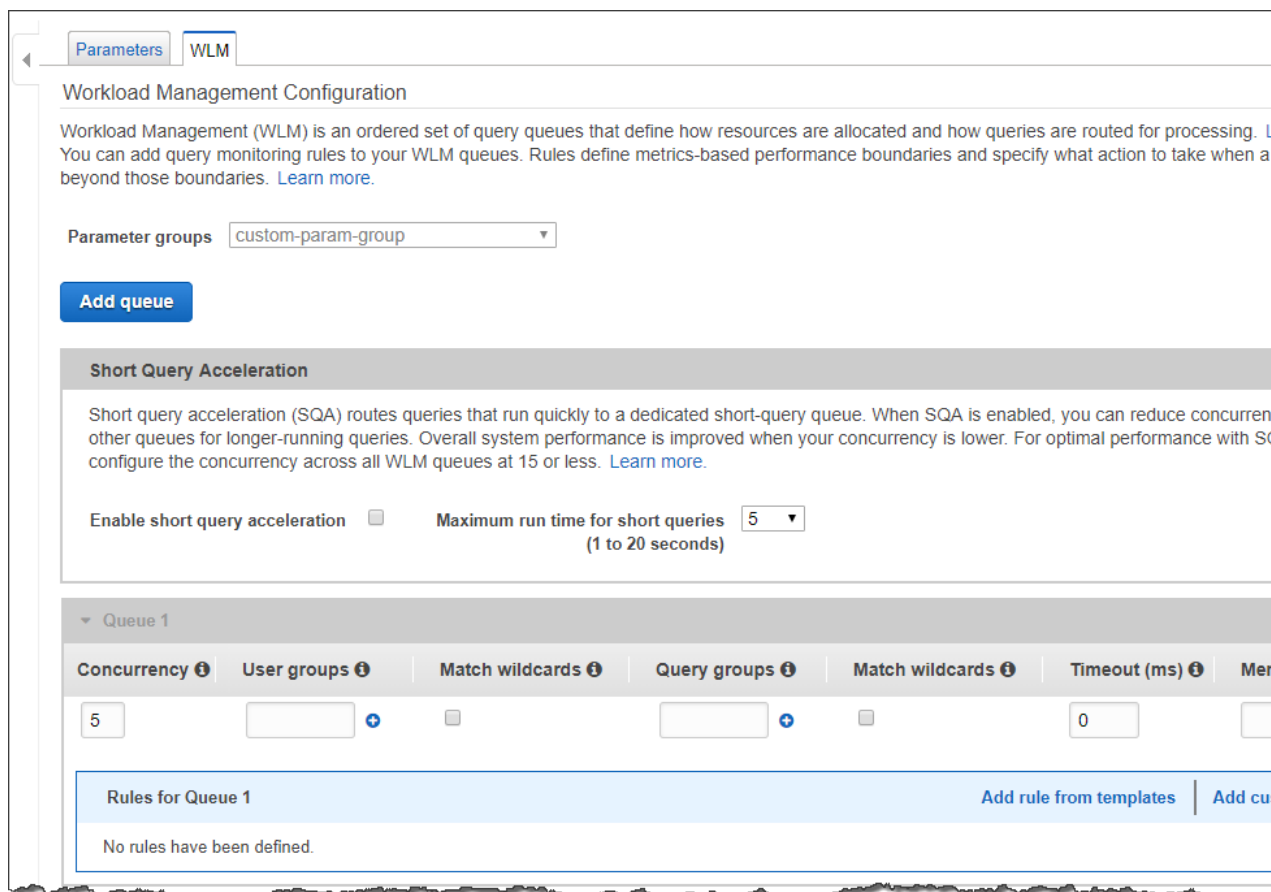 Parameters WLM
Workload Management Configuration
Workload Management (WLM) is an ordered set of query queues that define how resources are allocated and how queries are routed for processing.
You can add query monitoring rules to your WLM queues. Rules define metrics-based performance boundaries and specify what action to take when a
beyond those boundaries. Learn more.
Parameter groups custom-param-group
Add queue
Short Query Acceleration
Short query acceleration (SQA) routes queries that run quickly to a dedicated short-query queue. When SQA is enabled, you can reduce
other queues for longer-running queries. Overall system performance is improved when your concurrency is lower. For optimal performance with
configure the concurrency across all WLM queues at 15 or less. Learn more.
Enable short query acceleration Maximum run time for short queries 5
(1 to 20 seconds)
Queue 1
Concurrency User groups Match wildcards Query groups Match wildcards Timeout (ms)
5 0
Rules for Queue 1 Add rule from templates Add
No rules have been defined.